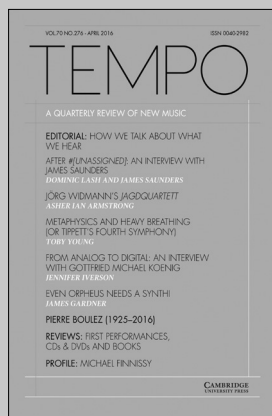 VOL.70 NO.276 · APRIL 2016 ISSN 0040-2982
TEMPO
A QUARTERLY REVIEW OF NEW MUSIC
EDITORIAL: HOW WE TALK ABOUT WHAT
WE HEAR
AFTER #[UNASSIGNED]: AN INTERVIEW WITH
JAMES SAUNDERS
DOMINIC LASH AND JAMES SAUNDERS
JÖRG WIDMANN'S JAGDQUARTETT
ASHER IAN ARMSTRONG
METAPHYSICS AND HEAVY BREATHING
(OR TIPPETT'S FOURTH SYMPHONY)
TOBY YOUNG
FROM ANALOG TO DIGITAL: AN INTERVIEW
WITH GOTTFRIED MICHAEL KOENIG
JENNIFER IVERSON
EVEN ORPHEUS NEEDS A SYNTHI
JAMES GARDNER
PIERRE BOULEZ (1925–2016)
REVIEWS: FIRST PERFORMANCES,
CDs & DVDs AND BOOKS
PROFILE: MICHAEL FINNISSY
CAMBRIDGE
UNIVERSITY PRESS